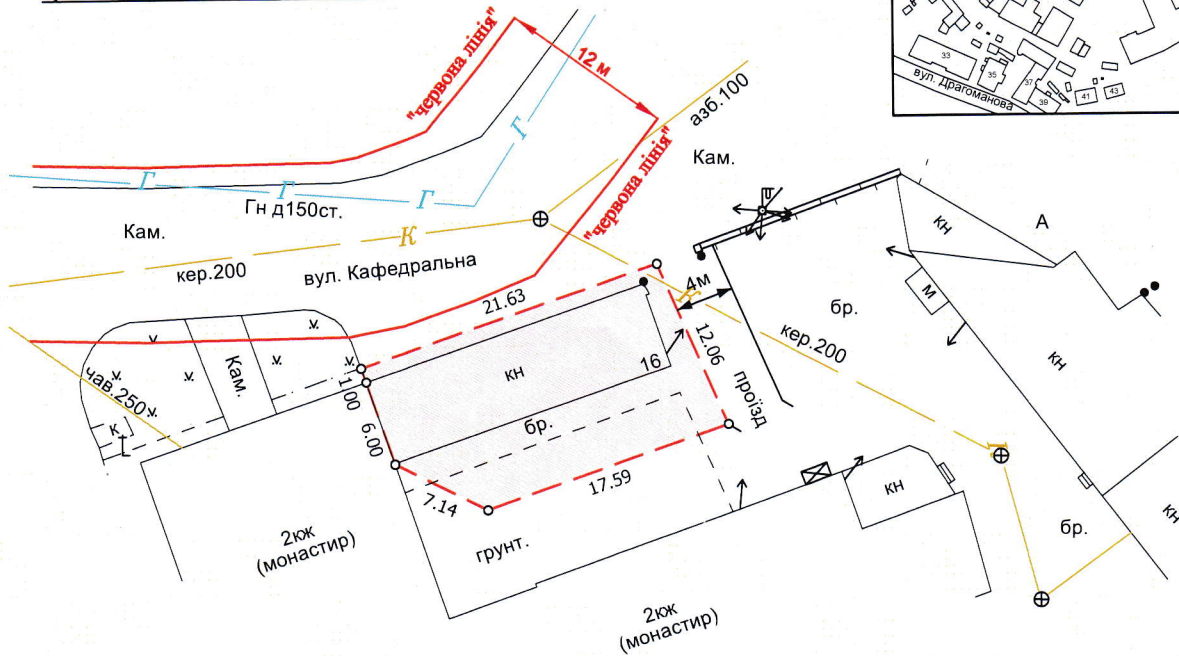 "червона лінія"
12 м
азб.100
"червона лінія"
Кам.
Г
Г
Г
Г
Гн д150ст.
Кам.
К
кер.200
вул. Кафедральна
33
35
37
39
41
43
вул. Драгоманова
кн
А
м
бр.
кн
4м
К
21.63
12.06
кер.200
проїзд
кн
16
1.00
6.00
бр.
Кам.
чав.250
к
7.14
17.59
2кж
(монастир)
грунт.
кн
бр.
кн
2юк
(монастир)